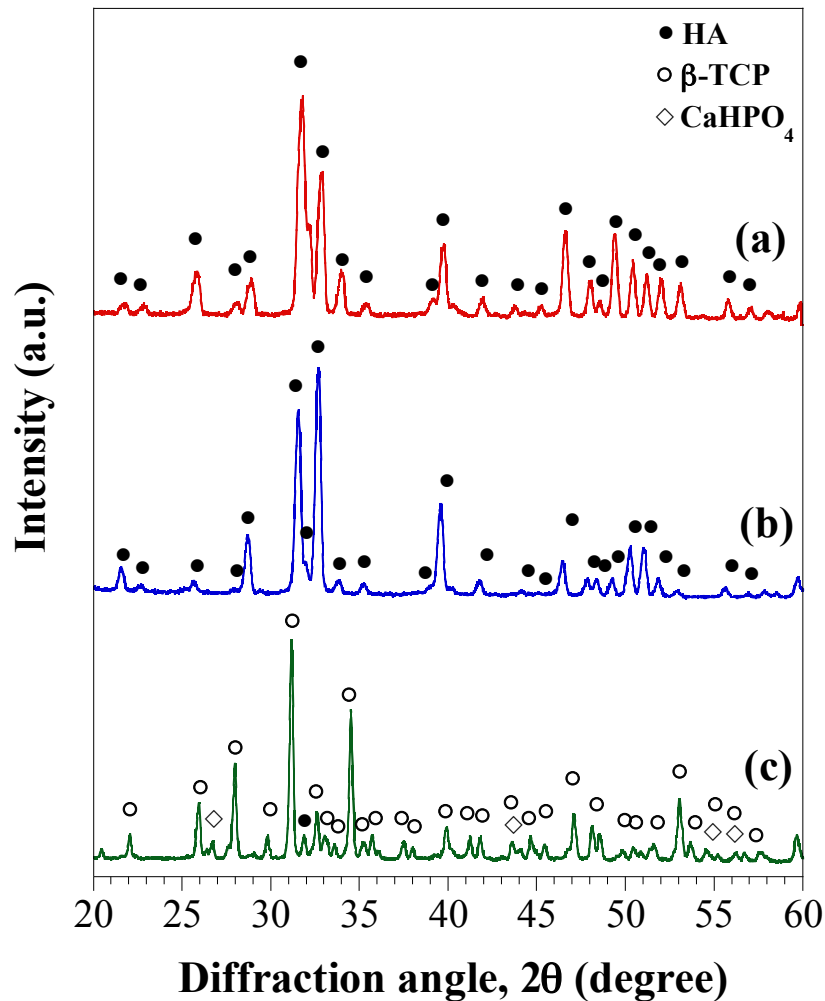 ● HA
○ β-TCP
◇ CaHPO₄
(a)
(b)
(c)
Intensity (a.u.)
20 25 30 35 40 45 50 55 60
Diffraction angle, 2θ (degree)